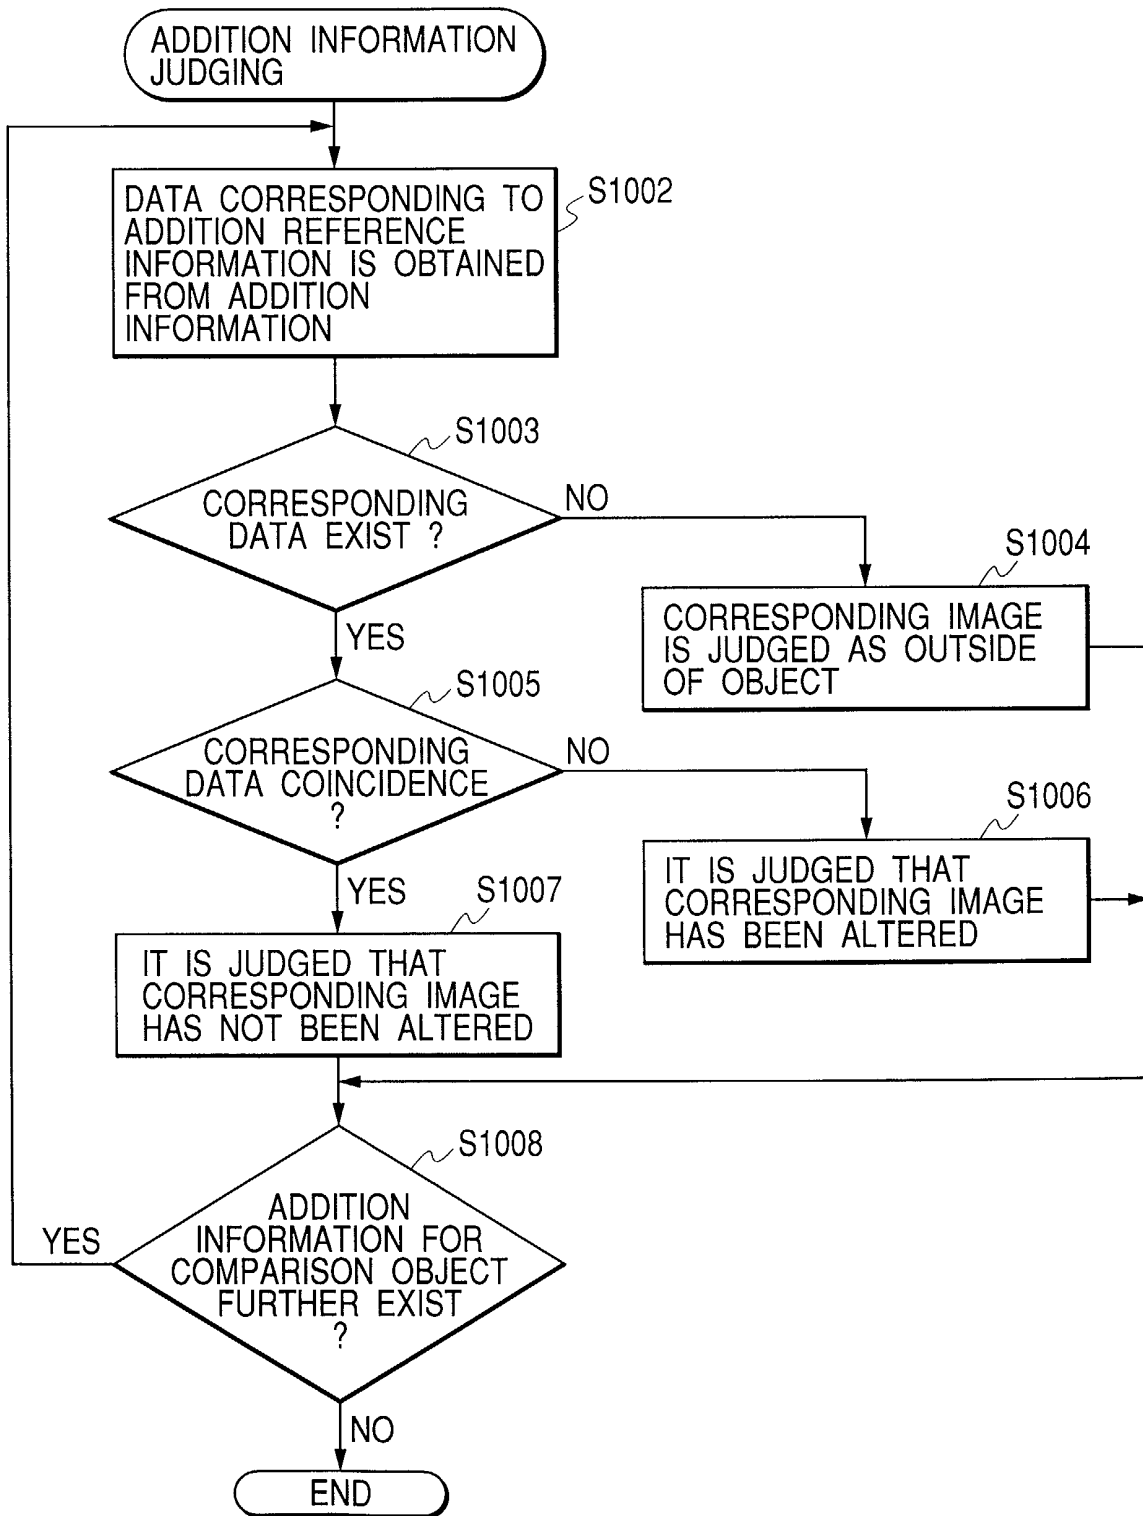 ADDITION INFORMATION
JUDGING
S1002
DATA CORRESPONDING TO
ADDITION REFERENCE
INFORMATION IS OBTAINED
FROM ADDITION
INFORMATION
S1003
CORRESPONDING
DATA EXIST ?
NO
YES
S1004
CORRESPONDING IMAGE
IS JUDGED AS OUTSIDE
OF OBJECT
S1005
CORRESPONDING
DATA COINCIDENCE
?
NO
YES
S1006
IT IS JUDGED THAT
CORRESPONDING IMAGE
HAS BEEN ALTERED
S1007
IT IS JUDGED THAT
CORRESPONDING IMAGE
HAS NOT BEEN ALTERED
S1008
ADDITION
INFORMATION FOR
COMPARISON OBJECT
FURTHER EXIST
?
YES
NO
END